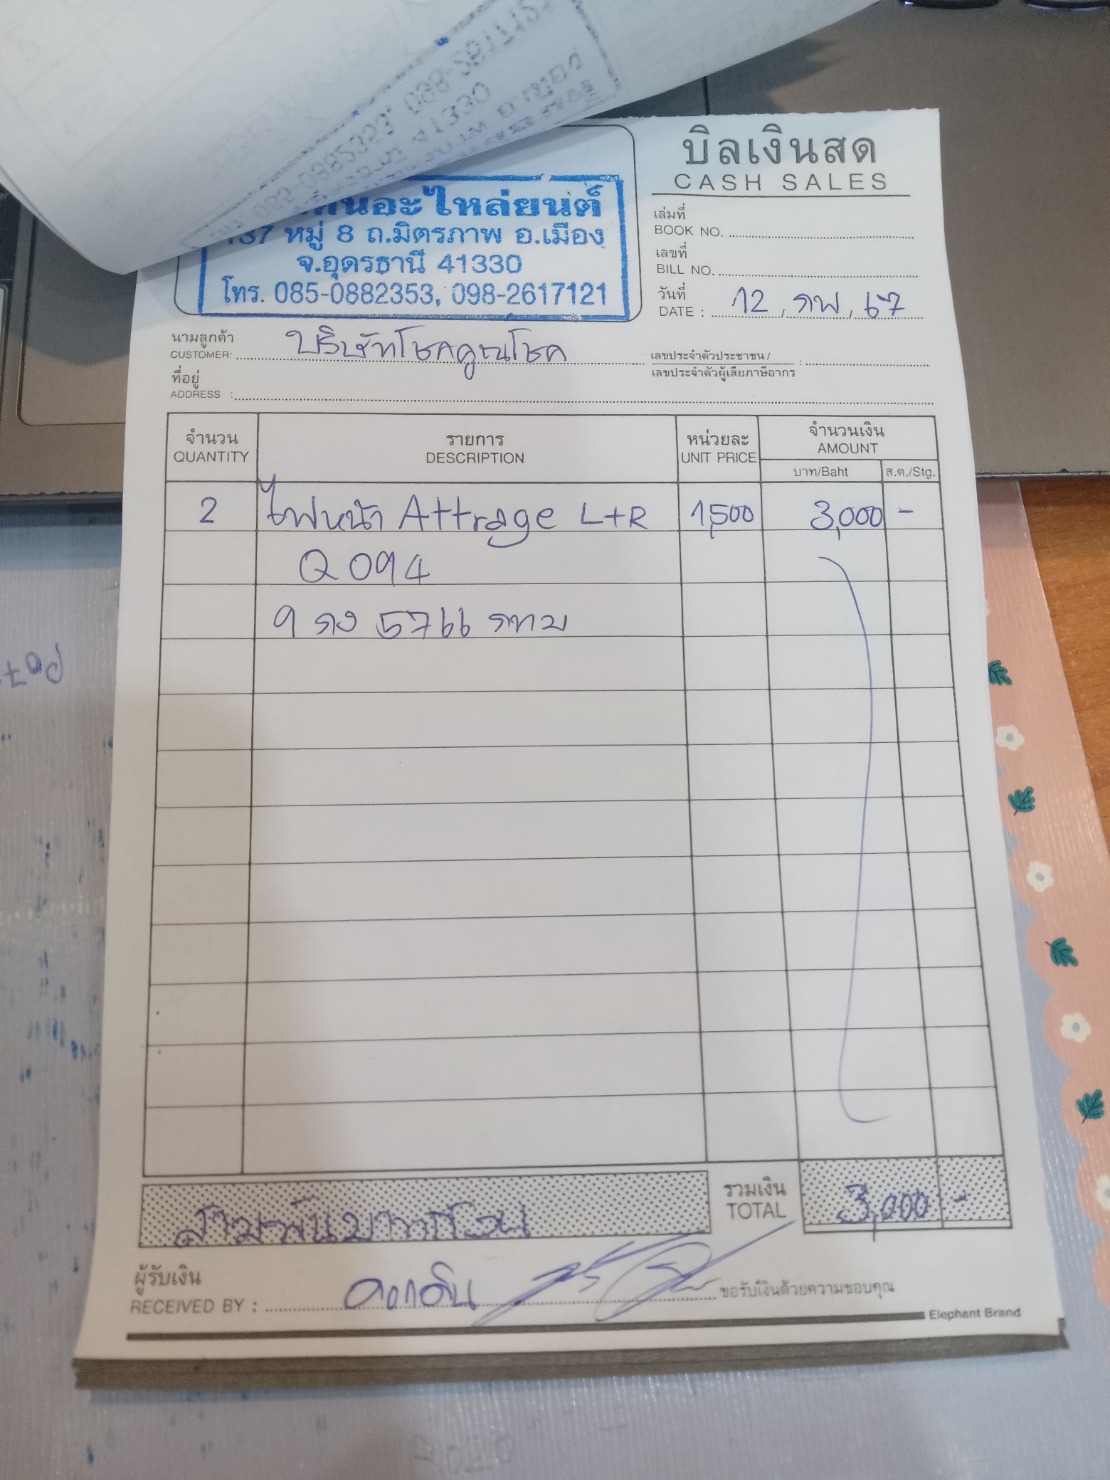 บิลเงินสด
CASH SALES
อะไหล่ยนต์
137 หมู่ 8 ถ.มิตรภาพ อ.เมือง
จ.อุดรธานี 41330
โทร. 085-0882353, 098-2617121
เล่มที่
BOOK NO.
เลขที่
BILL NO.
วันที่
DATE : 12 , กพ , 67
นามลูกค้า
CUSTOMER: บริษัทโชคคูณโชค
เลขประจำตัวประชาชน /
เลขประจำตัวผู้เสียภาษีอากร :
ที่อยู่
ADDRESS :
จำนวน รายการ หน่วยละ จำนวนเงิน
QUANTITY DESCRIPTION UNIT PRICE AMOUNT
บาท/Baht ส.ต./Stg.
2 ไฟหน้า Attrage L+R 1,500 3,000 -
Q 094
9 กง 5766 กทม
รวมเงิน
TOTAL 3,000 -
สามพันบาทถ้วน
ผู้รับเงิน
RECEIVED BY :
ขอรับเงินด้วยความขอบคุณ
Elephant Brand